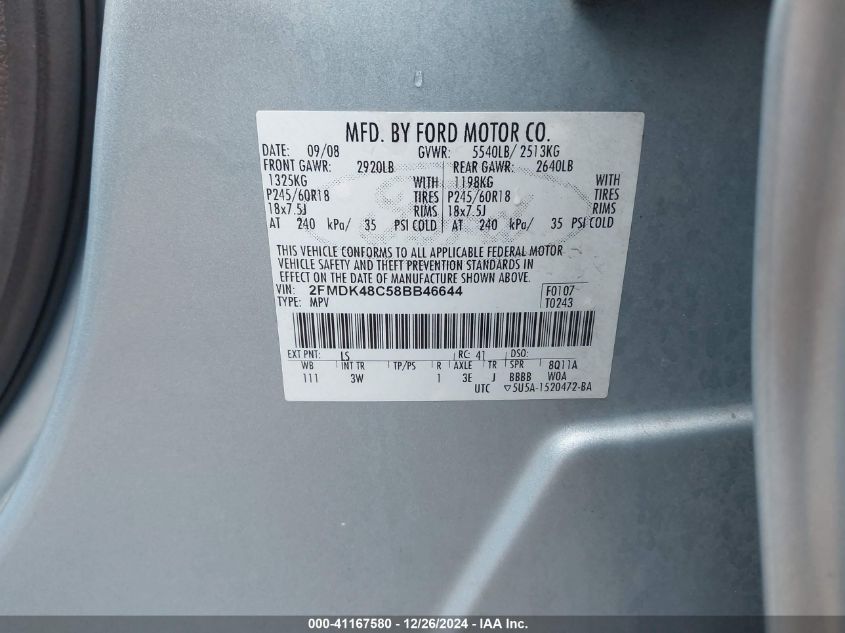 MFD. BY FORD MOTOR CO.
DATE: 09/08 GVWR: 5540LB/ 2513KG
FRONT GAWR: 2920LB REAR GAWR: 2640LB
1325KG WITH 1198KG WITH
P245/60R18 TIRES P245/60R18 TIRES
18x7.5J RIMS 18x7.5J RIMS
AT 240 kPa/ 35 PSI COLD AT 240 kPa/ 35 PSI COLD
THIS VEHICLE CONFORMS TO ALL APPLICABLE FEDERAL MOTOR
VEHICLE SAFETY AND THEFT PREVENTION STANDARDS IN
EFFECT ON THE DATE OF MANUFACTURE SHOWN ABOVE.
VIN: 2FMDK48C58BB46644 F0107
TYPE: MPV T0243
EXT PNT: LS RC: 41 DSO:
WB INT TR TP/PS R AXLE TR SPR 8Q11A
111 3W 1 3E J BBBB WOA
UTC 5U5A-1520472-BA
000-41167580 - 12/26/2024 - IAA Inc.